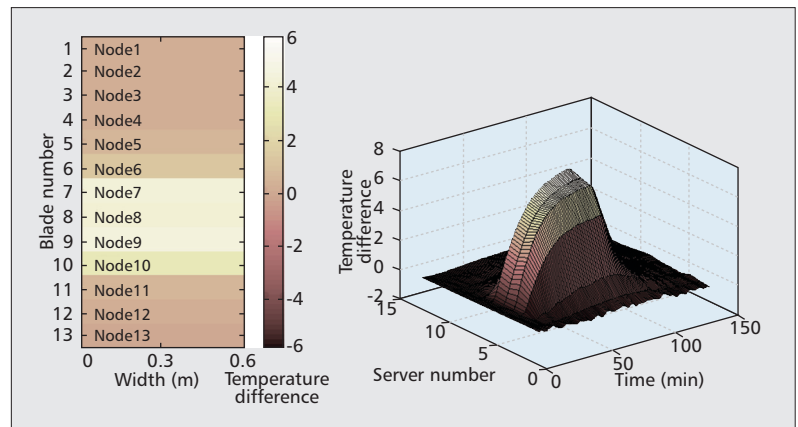 Blade number
1
2
3
4
5
6
7
8
9
10
11
12
13
Node1
Node2
Node3
Node4
Node5
Node6
Node7
Node8
Node9
Node10
Node11
Node12
Node13
0 0.3 0.6
Width (m)
6
4
2
0
-2
-4
-6
Temperature
difference
Temperature
difference
8
6
4
2
0
-2
15
10
5
0
Server number
0
50
100
150
Time (min)